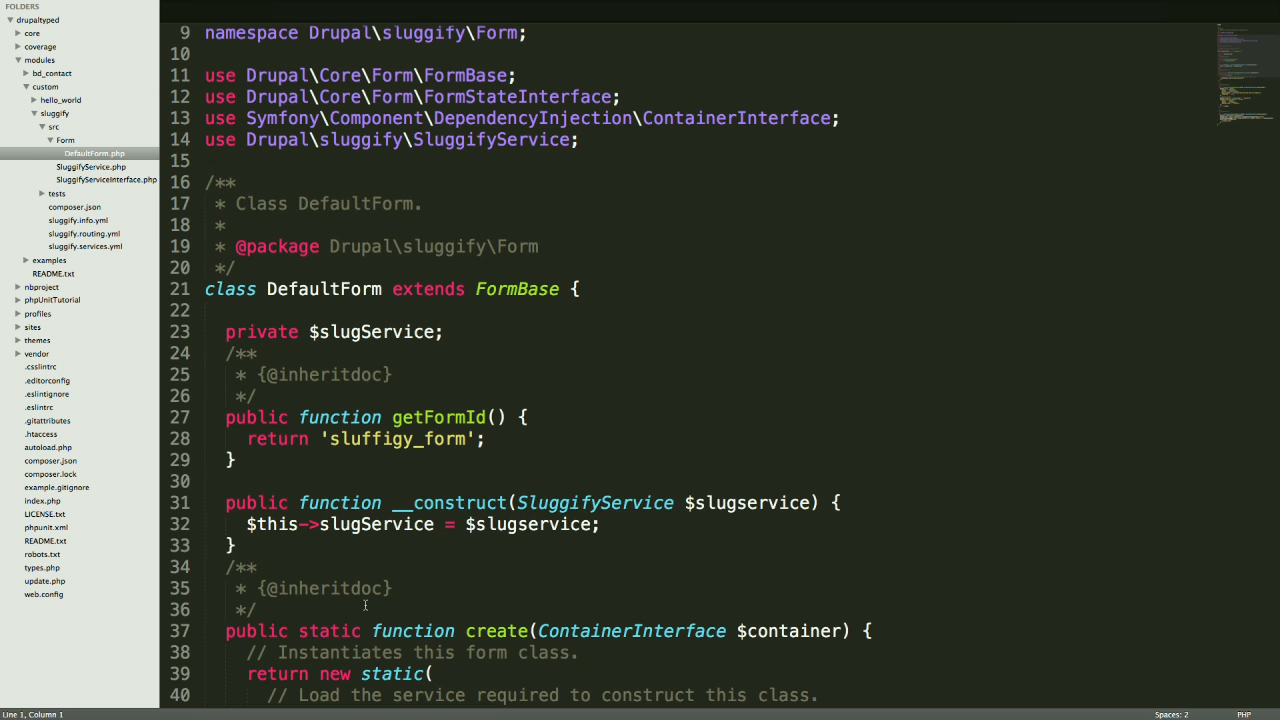 FOLDERS
drupaltyped
core
coverage
modules
bd_contact
custom
hello_world
sluggify
src
Form
DefaultForm.php
SluggifyService.php
SluggifyServiceInterface.php
tests
composer.json
sluggify.info.yml
sluggify.routing.yml
sluggify.services.yml
examples
README.txt
nbproject
phpUnitTutorial
profiles
sites
themes
vendor
.csslintrc
.editorconfig
.eslintignore
.eslintrc
.gitattributes
.htaccess
autoload.php
composer.json
composer.lock
example.gitignore
index.php
LICENSE.txt
phpunit.xml
README.txt
robots.txt
types.php
update.php
web.config
9 namespace Drupal\sluggify\Form;
10
11 use Drupal\Core\Form\FormBase;
12 use Drupal\Core\Form\FormStateInterface;
13 use Symfony\Component\DependencyInjection\ContainerInterface;
14 use Drupal\sluggify\SluggifyService;
15
16 /**
17 * Class DefaultForm.
18 *
19 * @package Drupal\sluggify\Form
20 */
21 class DefaultForm extends FormBase {
22
23 private $slugService;
24 /**
25 * {@inheritdoc}
26 */
27 public function getFormId() {
28 return 'sluffigy_form';
29 }
30
31 public function __construct(SluggifyService $slugservice) {
32 $this->slugService = $slugservice;
33 }
34 /**
35 * {@inheritdoc}
36 */
37 public static function create(ContainerInterface $container) {
38 // Instantiates this form class.
39 return new static(
40 // Load the service required to construct this class.
Line 1, Column 1
Spaces: 2
PHP